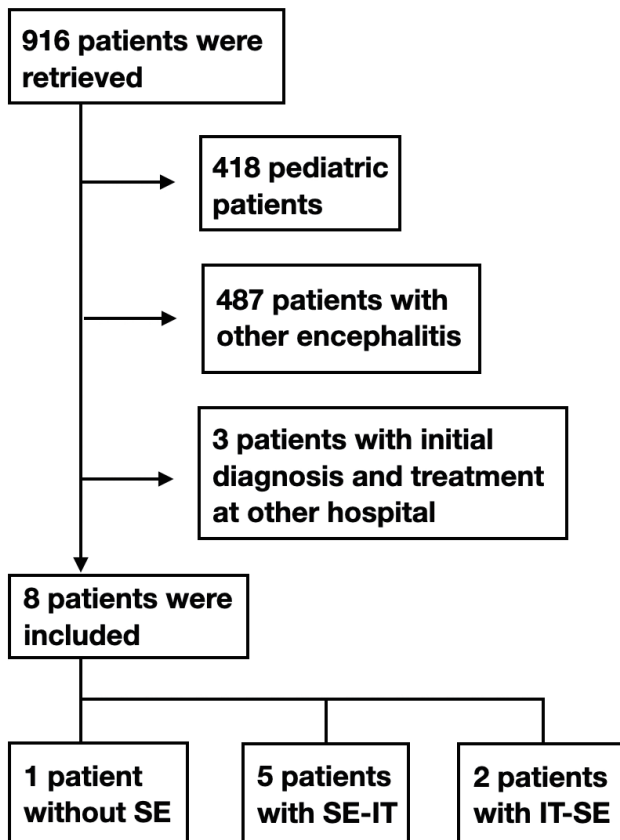 916 patients were
retrieved
418 pediatric
patients
487 patients with
other encephalitis
3 patients with initial
diagnosis and treatment
at other hospital
8 patients were
included
1 patient
without SE
5 patients
with SE-IT
2 patients
with IT-SE